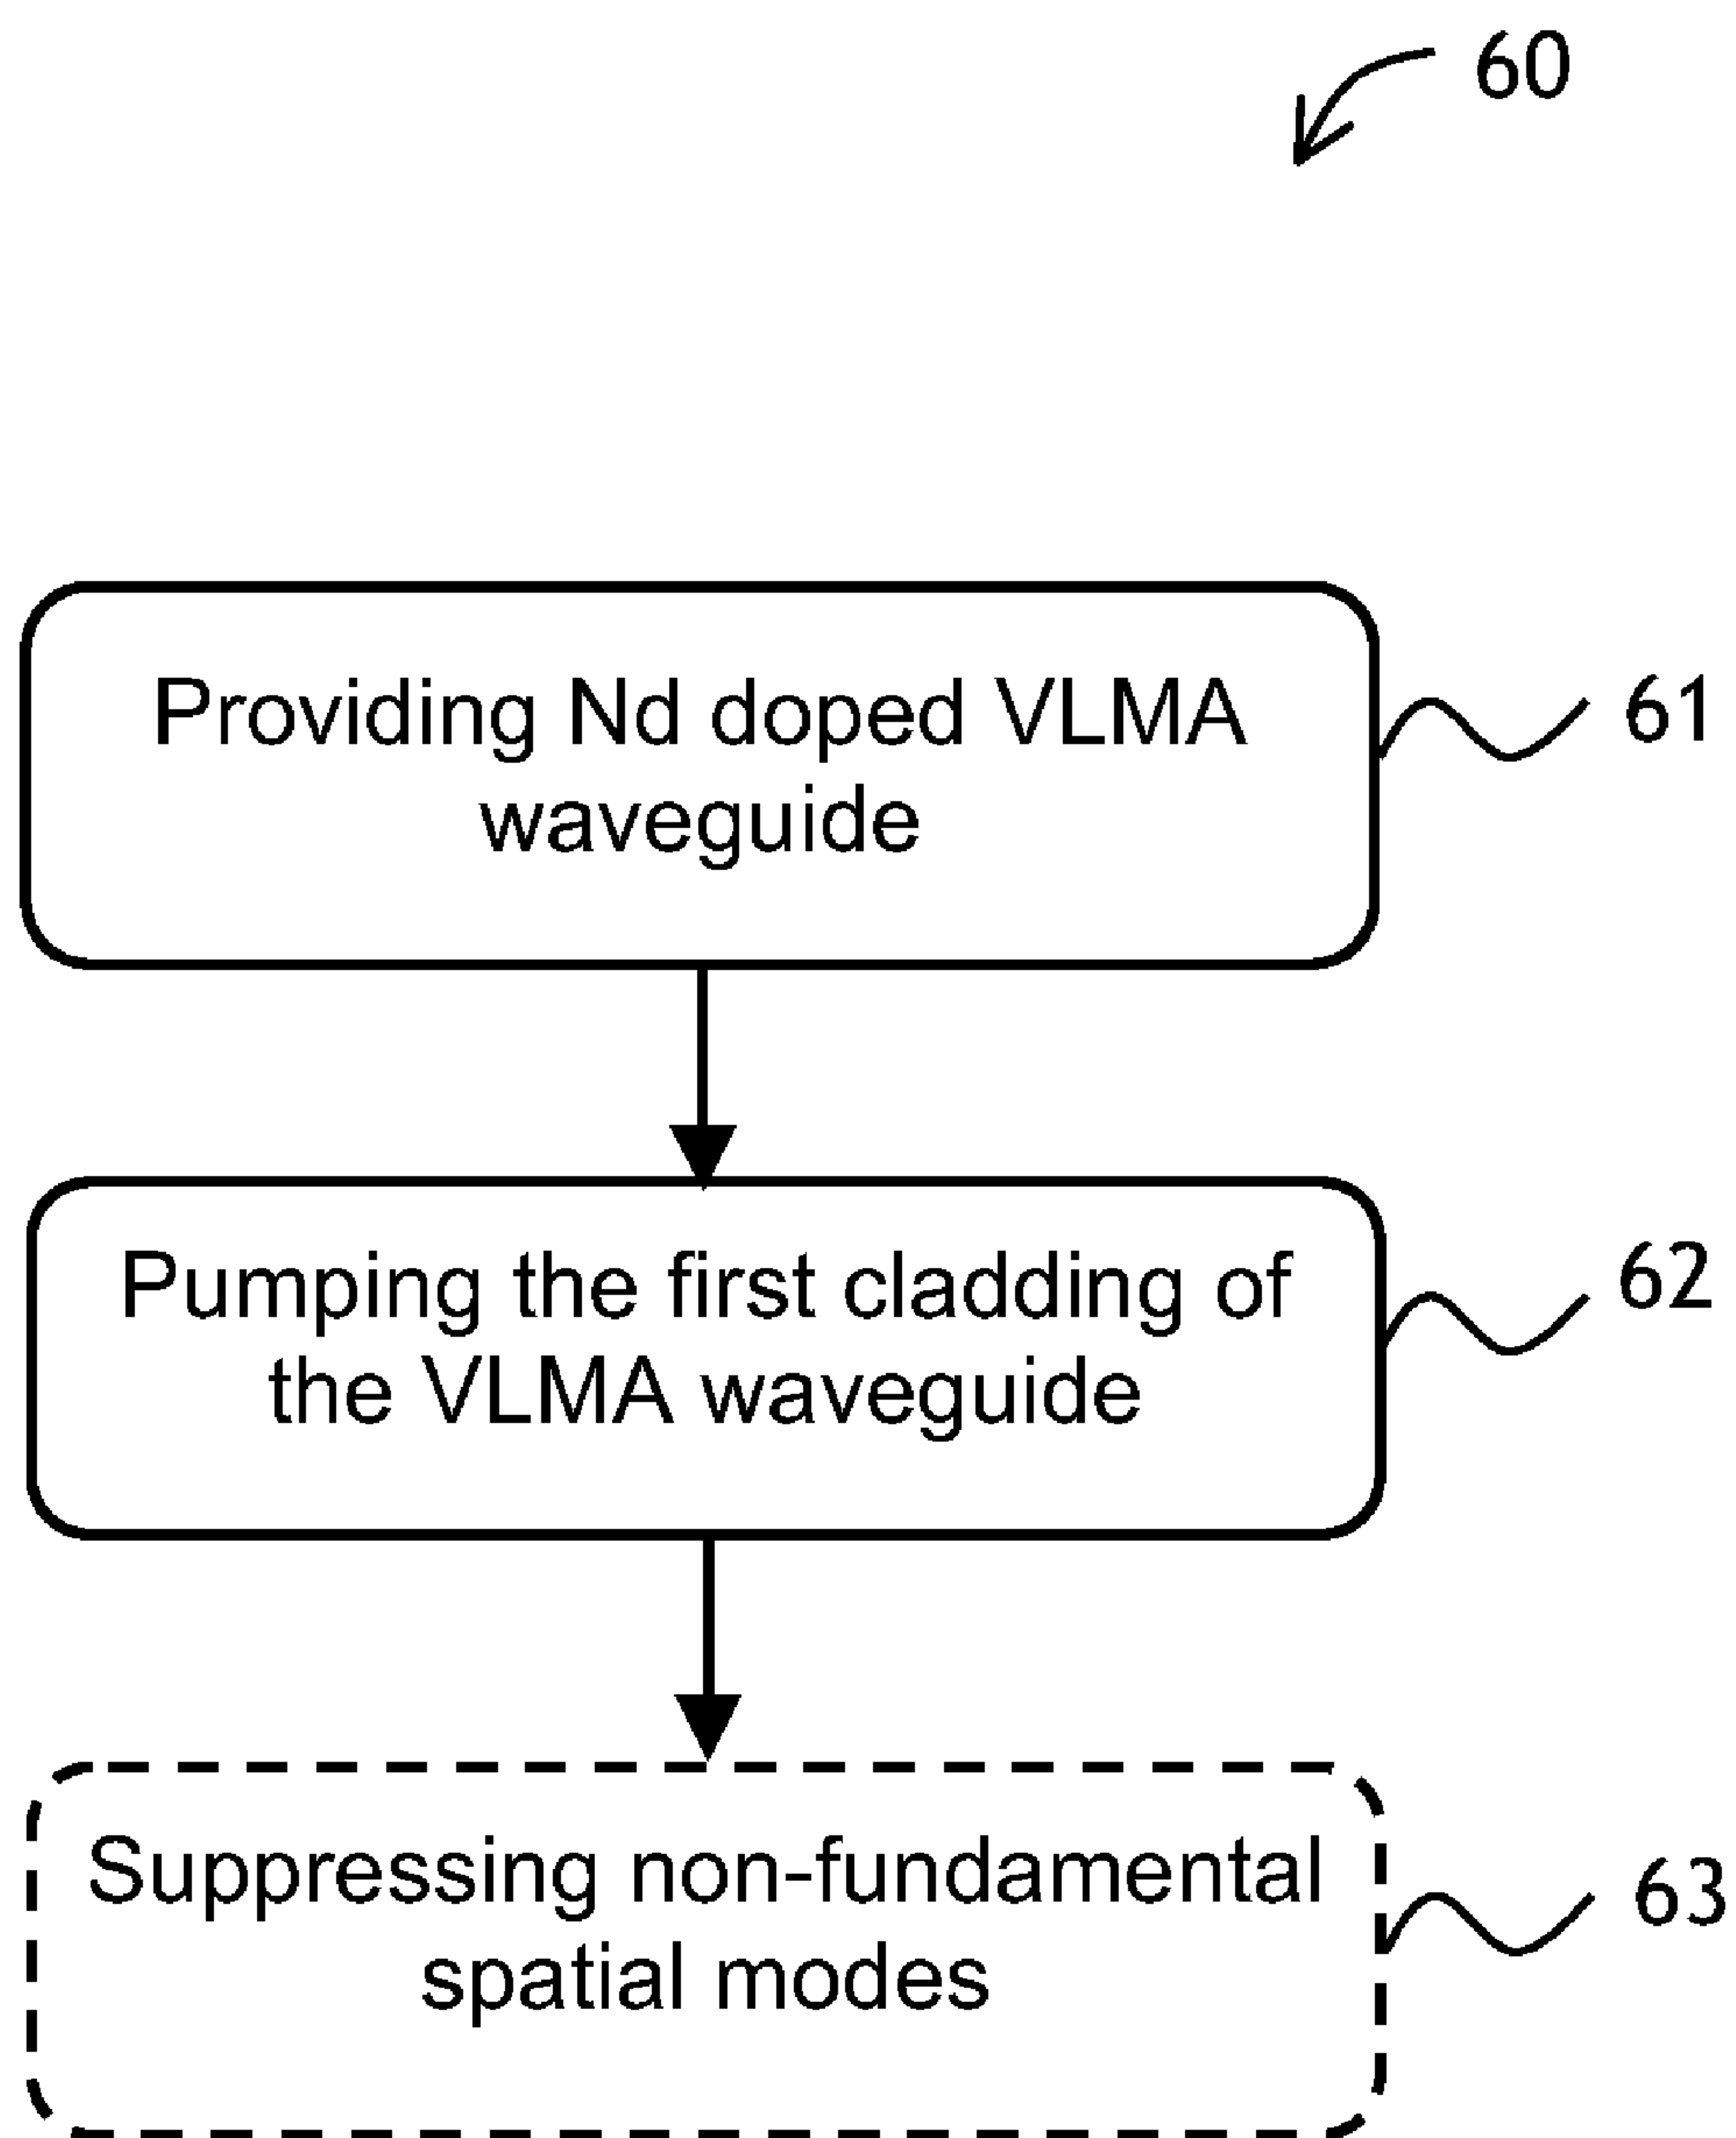 60
Providing Nd doped VLMA
waveguide
61
Pumping the first cladding of
the VLMA waveguide
62
Suppressing non-fundamental
spatial modes
63